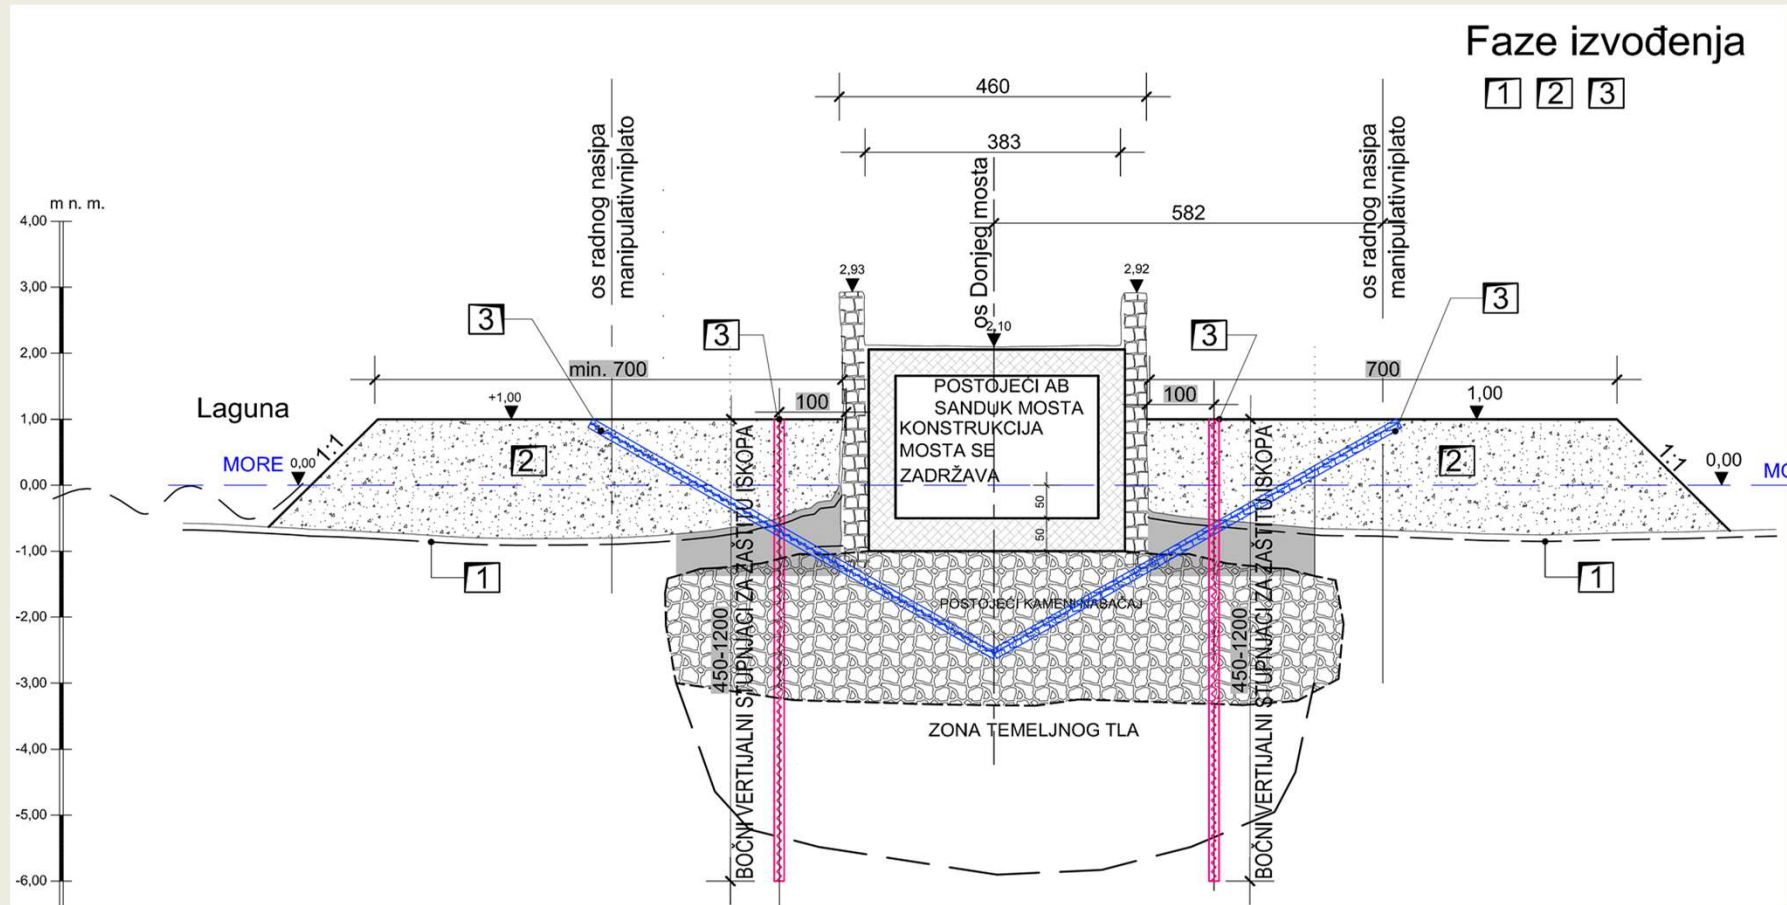 Faze izvođenja
1 2 3
460
383
582
os radnog nasipa
manipulativniplato
os Donjeg mosta
os radnog nasipa
manipulativniplato
m n. m.
4,00
3,00
2,00
1,00
0,00
-1,00
-2,00
-3,00
-4,00
-5,00
-6,00
2,93
2,92
2,10
3
3
3
3
min. 700
700
100
100
Laguna
+1,00
1,00
1:1
1:1
MORE 0,00
0,00
MO
2
2
POSTOJEĆI AB
SANDUK MOSTA
KONSTRUKCIJA
MOSTA SE
ZADRŽAVA
50
50
1
1
POSTOJEĆI KAMENI NABAČAJ
450-1200
BOČNI VERTIJALNI STUPNJACI ZA ZAŠTITU ISKOPA
450-1200
BOČNI VERTIJALNI STUPNJACI ZA ZAŠTITU ISKOPA
ZONA TEMELJNOG TLA